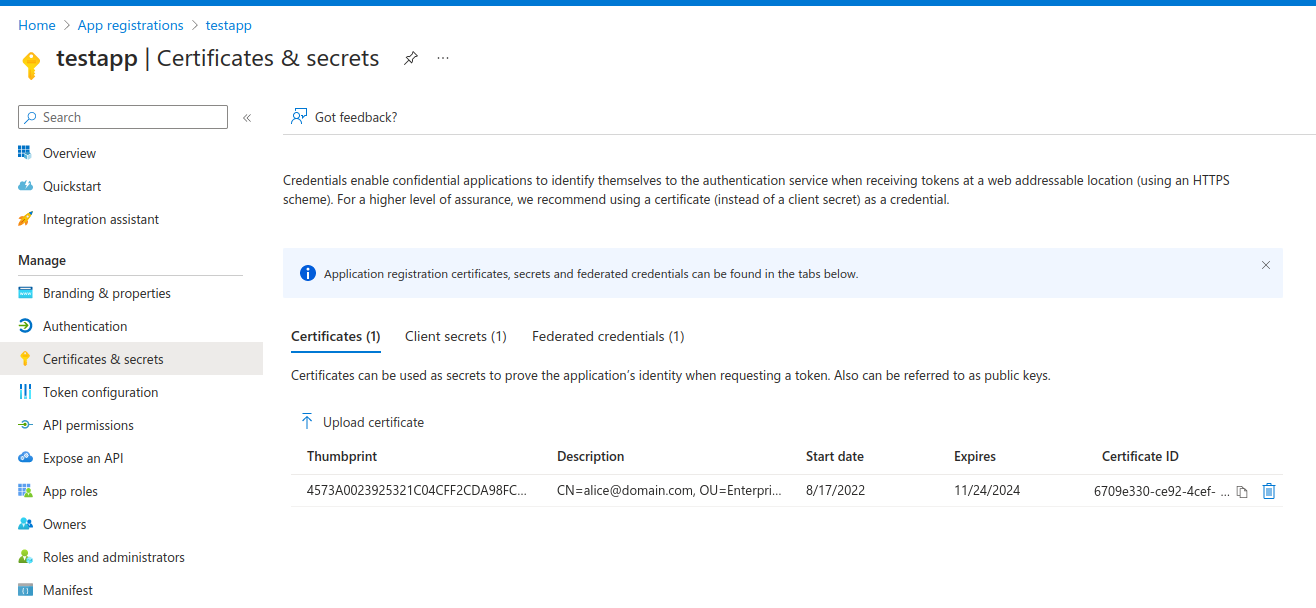 Home > App registrations > testapp
testapp | Certificates & secrets
...
Search
«
Got feedback?
Overview
Quickstart
Integration assistant
Manage
Branding & properties
Authentication
Certificates & secrets
Token configuration
API permissions
Expose an API
App roles
Owners
Roles and administrators
Manifest
Credentials enable confidential applications to identify themselves to the authentication service when receiving tokens at a web addressable location (using an HTTPS
scheme). For a higher level of assurance, we recommend using a certificate (instead of a client secret) as a credential.
Application registration certificates, secrets and federated credentials can be found in the tabs below.
Certificates (1) Client secrets (1) Federated credentials (1)
Certificates can be used as secrets to prove the application's identity when requesting a token. Also can be referred to as public keys.
Upload certificate
Thumbprint Description Start date Expires Certificate ID
4573A0023925321C04CFF2CDA98FC... CN=alice@domain.com, OU=Enterpri... 8/17/2022 11/24/2024 6709e330-ce92-4cef- ...